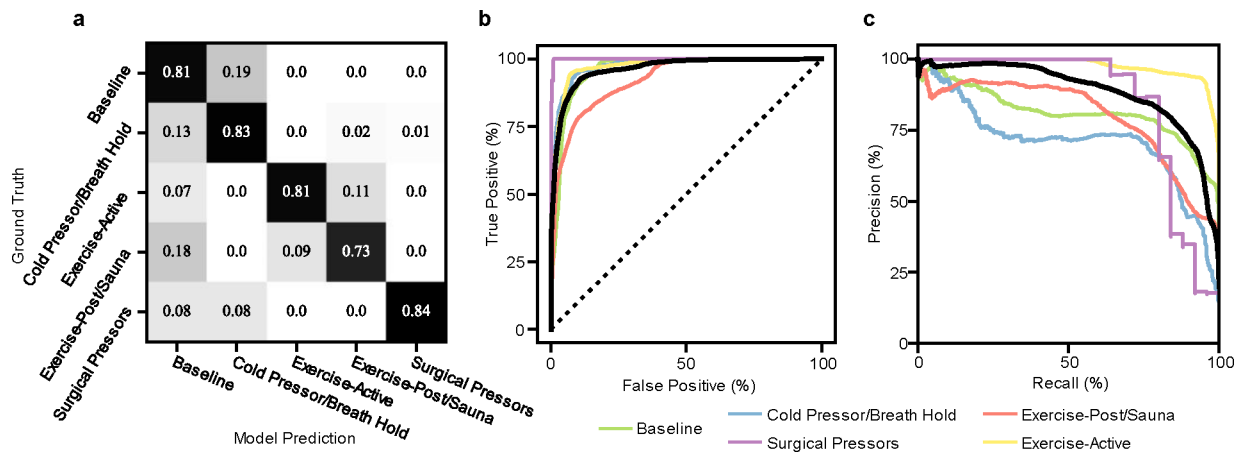 a
Ground Truth
Baseline
Cold Pressor/Breath Hold
Exercise-Active
Exercise-Post/Sauna
Surgical Pressors
0.81 0.19 0.0 0.0 0.0
0.13 0.83 0.0 0.02 0.01
0.07 0.0 0.81 0.11 0.0
0.18 0.0 0.09 0.73 0.0
0.08 0.08 0.0 0.0 0.84
Baseline
Cold Pressor/Breath Hold
Exercise-Active
Exercise-Post/Sauna
Surgical Pressors
Model Prediction
b
True Positive (%)
100
75
50
25
0
0 50 100
False Positive (%)
c
Precision (%)
100
75
50
25
0
0 50 100
Recall (%)
Baseline
Cold Pressor/Breath Hold
Surgical Pressors
Exercise-Post/Sauna
Exercise-Active